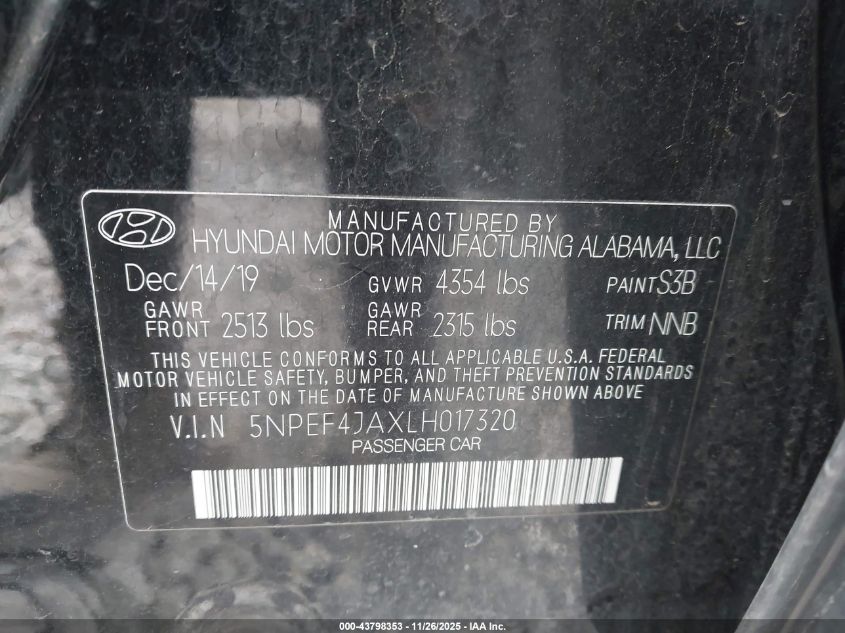 MANUFACTURED BY
HYUNDAI MOTOR MANUFACTURING ALABAMA, LLC
Dec/14/19 GVWR 4354 lbs PAINT S3B
GAWR FRONT 2513 lbs GAWR REAR 2315 lbs TRIM NNB
THIS VEHICLE CONFORMS TO ALL APPLICABLE U.S.A. FEDERAL
MOTOR VEHICLE SAFETY, BUMPER, AND THEFT PREVENTION STANDARDS
IN EFFECT ON THE DATE OF MANUFACTURE SHOWN ABOVE
V.I.N 5NPEF4JAXLH017320
PASSENGER CAR
000-43798353 - 11/26/2025 - IAA Inc.